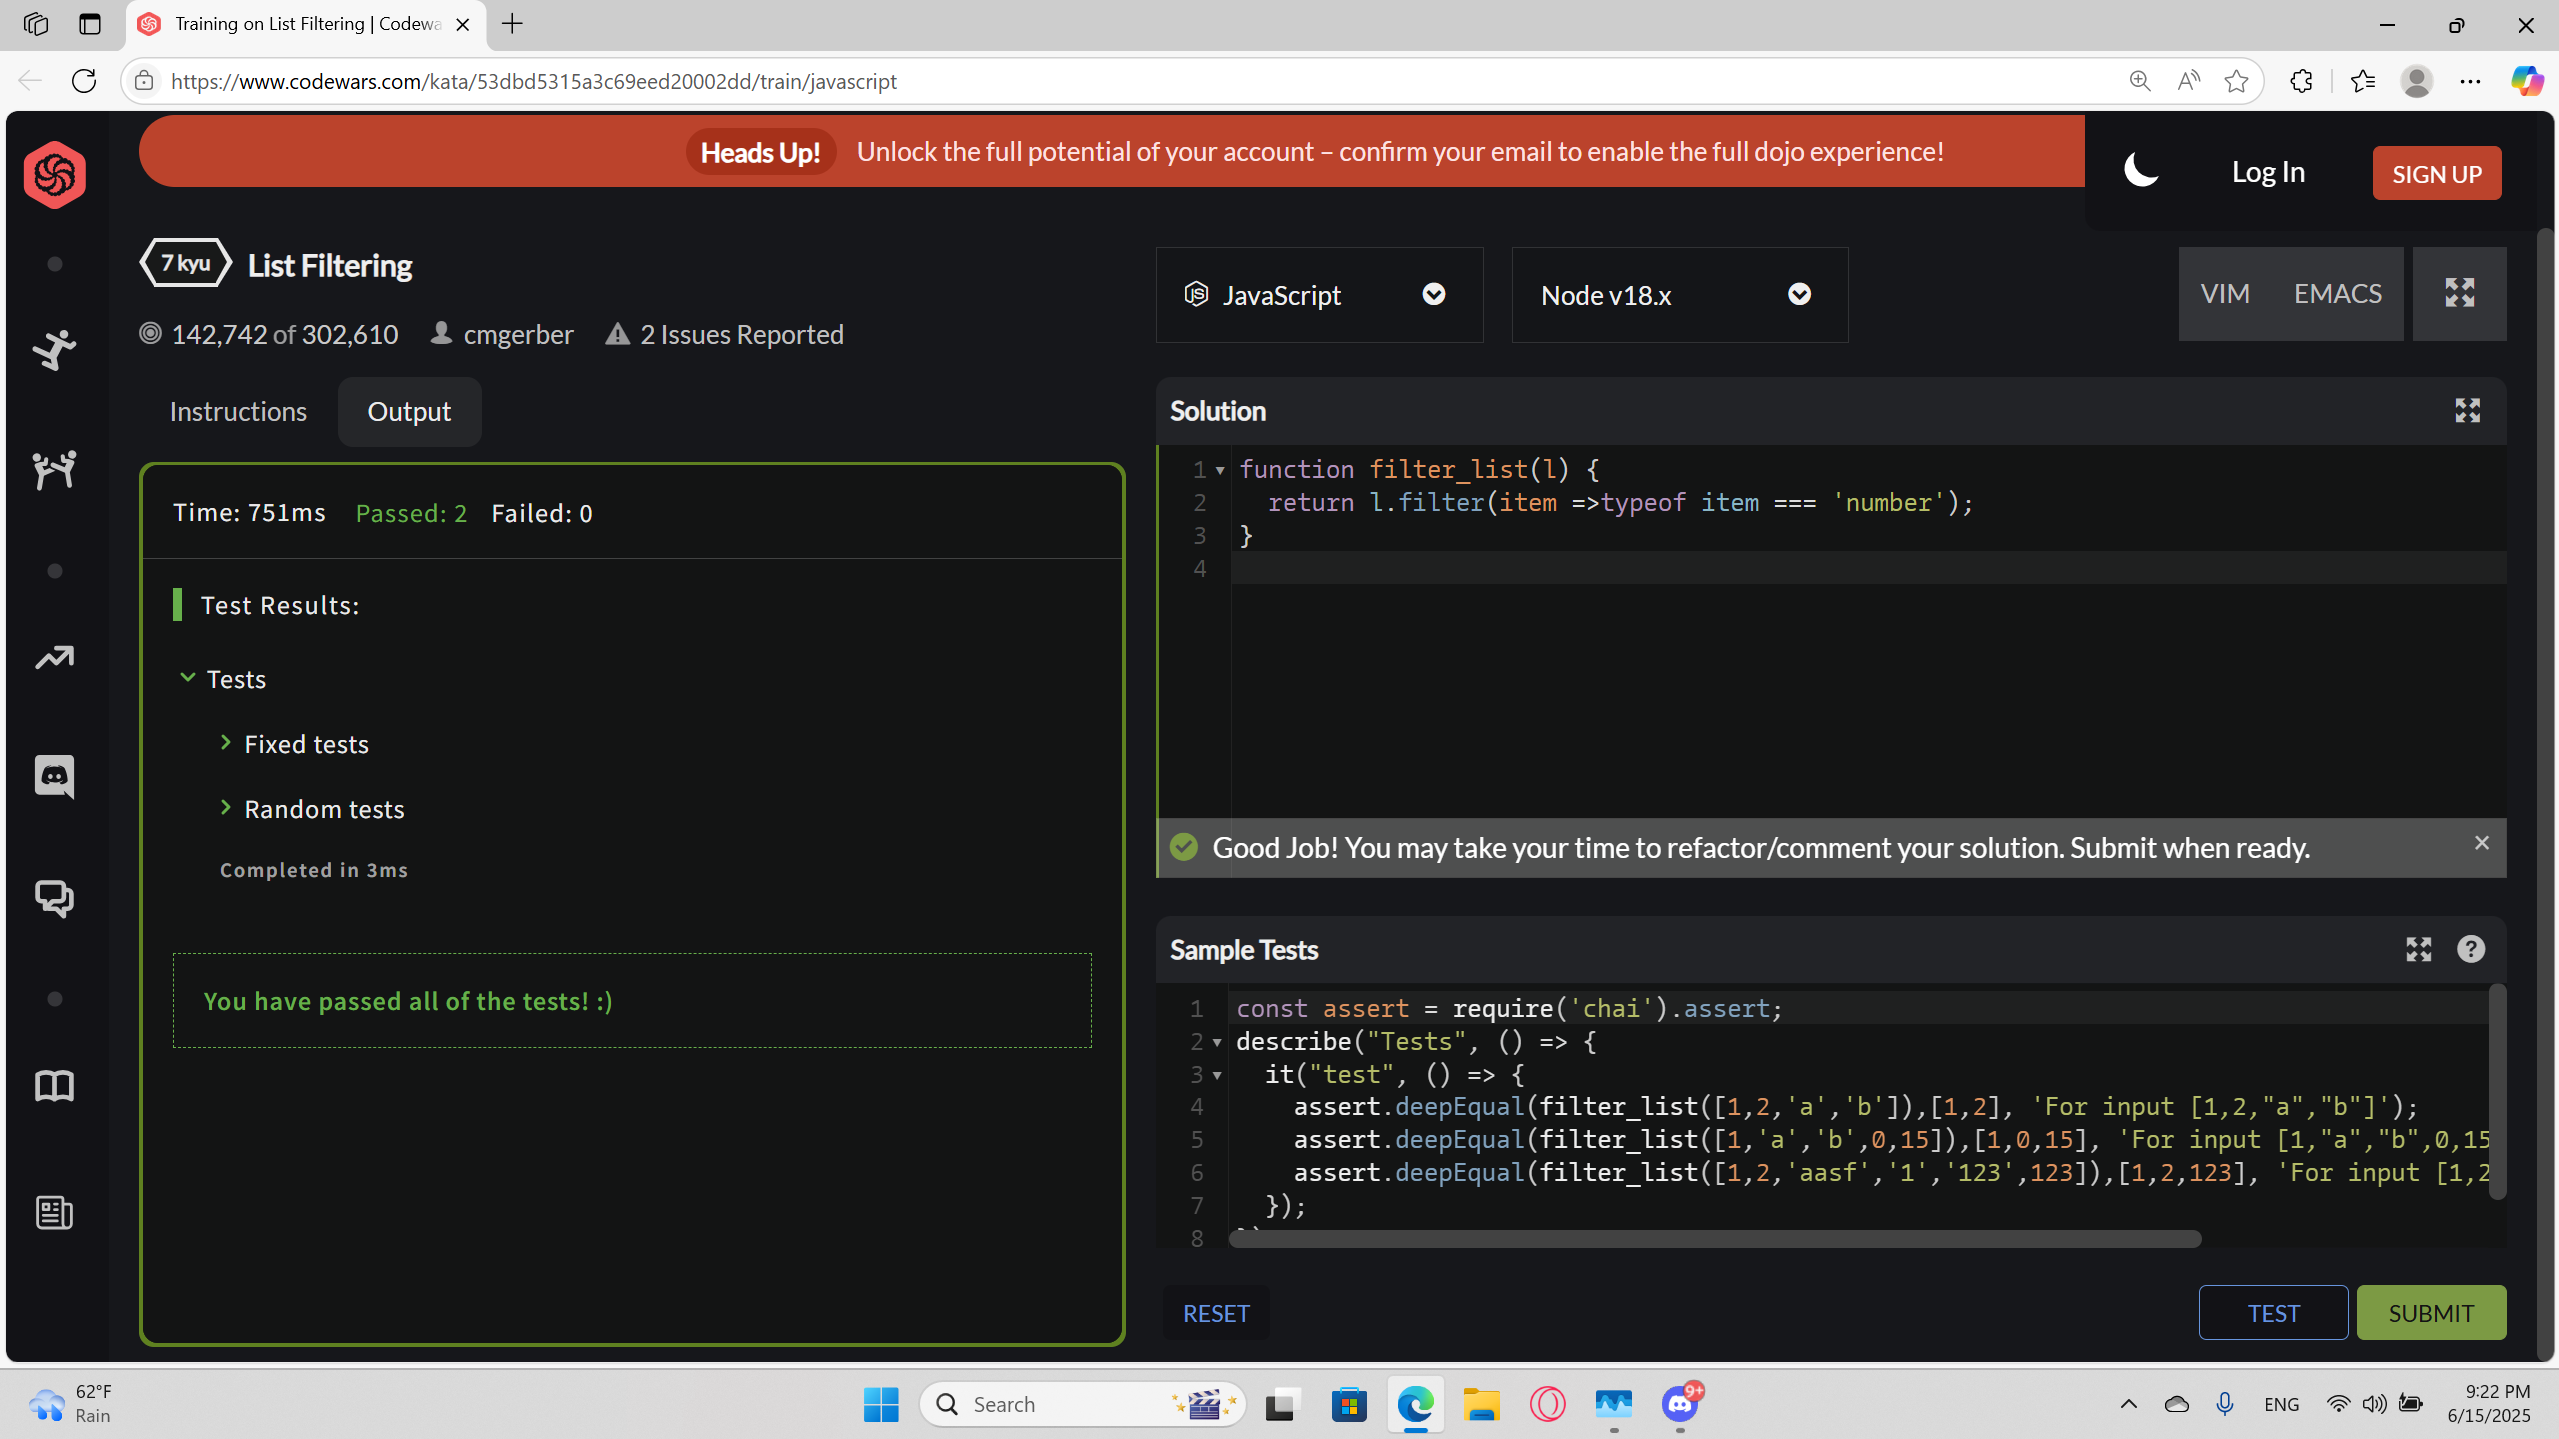 Training on List Filtering | Codewa
https://www.codewars.com/kata/53dbd5315a3c69eed20002dd/train/javascript
Heads Up! Unlock the full potential of your account – confirm your email to enable the full dojo experience!
Log In
SIGN UP
7 kyu List Filtering
142,742 of 302,610 cmgerber 2 Issues Reported
Instructions Output
Time: 751ms Passed: 2 Failed: 0
Test Results:
Tests
Fixed tests
Random tests
Completed in 3ms
You have passed all of the tests! :)
JavaScript
Node v18.x
VIM EMACS
Solution
1 function filter_list(l) {
2 return l.filter(item =>typeof item === 'number');
3 }
4
Good Job! You may take your time to refactor/comment your solution. Submit when ready.
Sample Tests
1 const assert = require('chai').assert;
2 describe("Tests", () => {
3 it("test", () => {
4 assert.deepEqual(filter_list([1,2,'a','b']),[1,2], 'For input [1,2,"a","b"]');
5 assert.deepEqual(filter_list([1,'a','b',0,15]),[1,0,15], 'For input [1,"a","b",0,15
6 assert.deepEqual(filter_list([1,2,'aasf','1','123',123]),[1,2,123], 'For input [1,2
7 });
8
RESET
TEST
SUBMIT
62°F
Rain
Search
9+
ENG
9:22 PM
6/15/2025